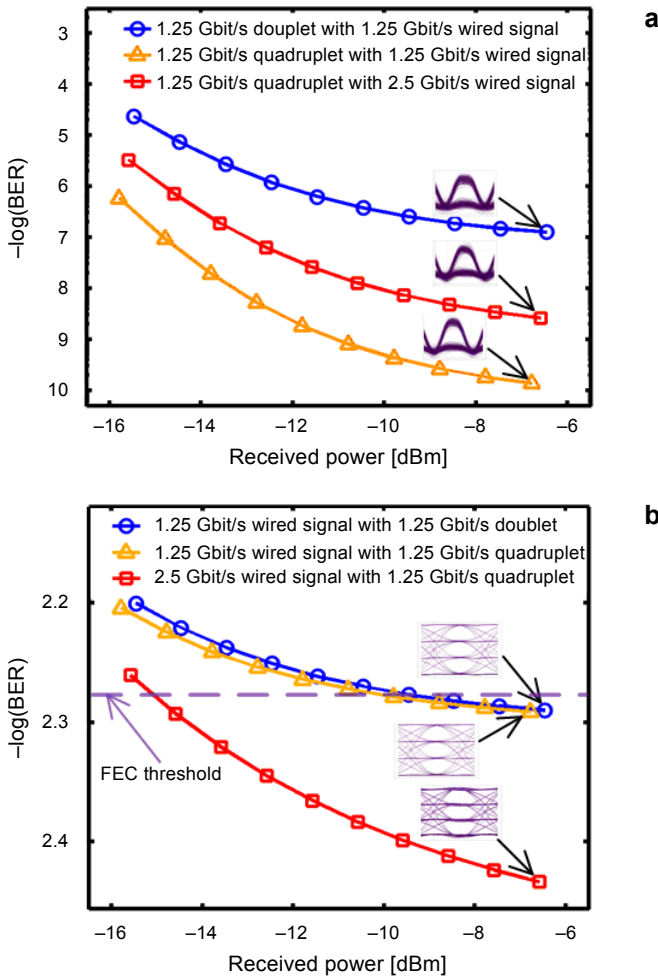 a
1.25 Gbit/s douplet with 1.25 Gbit/s wired signal
1.25 Gbit/s quadruplet with 1.25 Gbit/s wired signal
1.25 Gbit/s quadruplet with 2.5 Gbit/s wired signal
3
4
5
6
7
8
9
10
–log(BER)
–16
–14
–12
–10
–8
–6
Received power [dBm]
b
1.25 Gbit/s wired signal with 1.25 Gbit/s doublet
1.25 Gbit/s wired signal with 1.25 Gbit/s quadruplet
2.5 Gbit/s wired signal with 1.25 Gbit/s quadruplet
2.2
2.3
2.4
–log(BER)
FEC threshold
–16
–14
–12
–10
–8
–6
Received power [dBm]